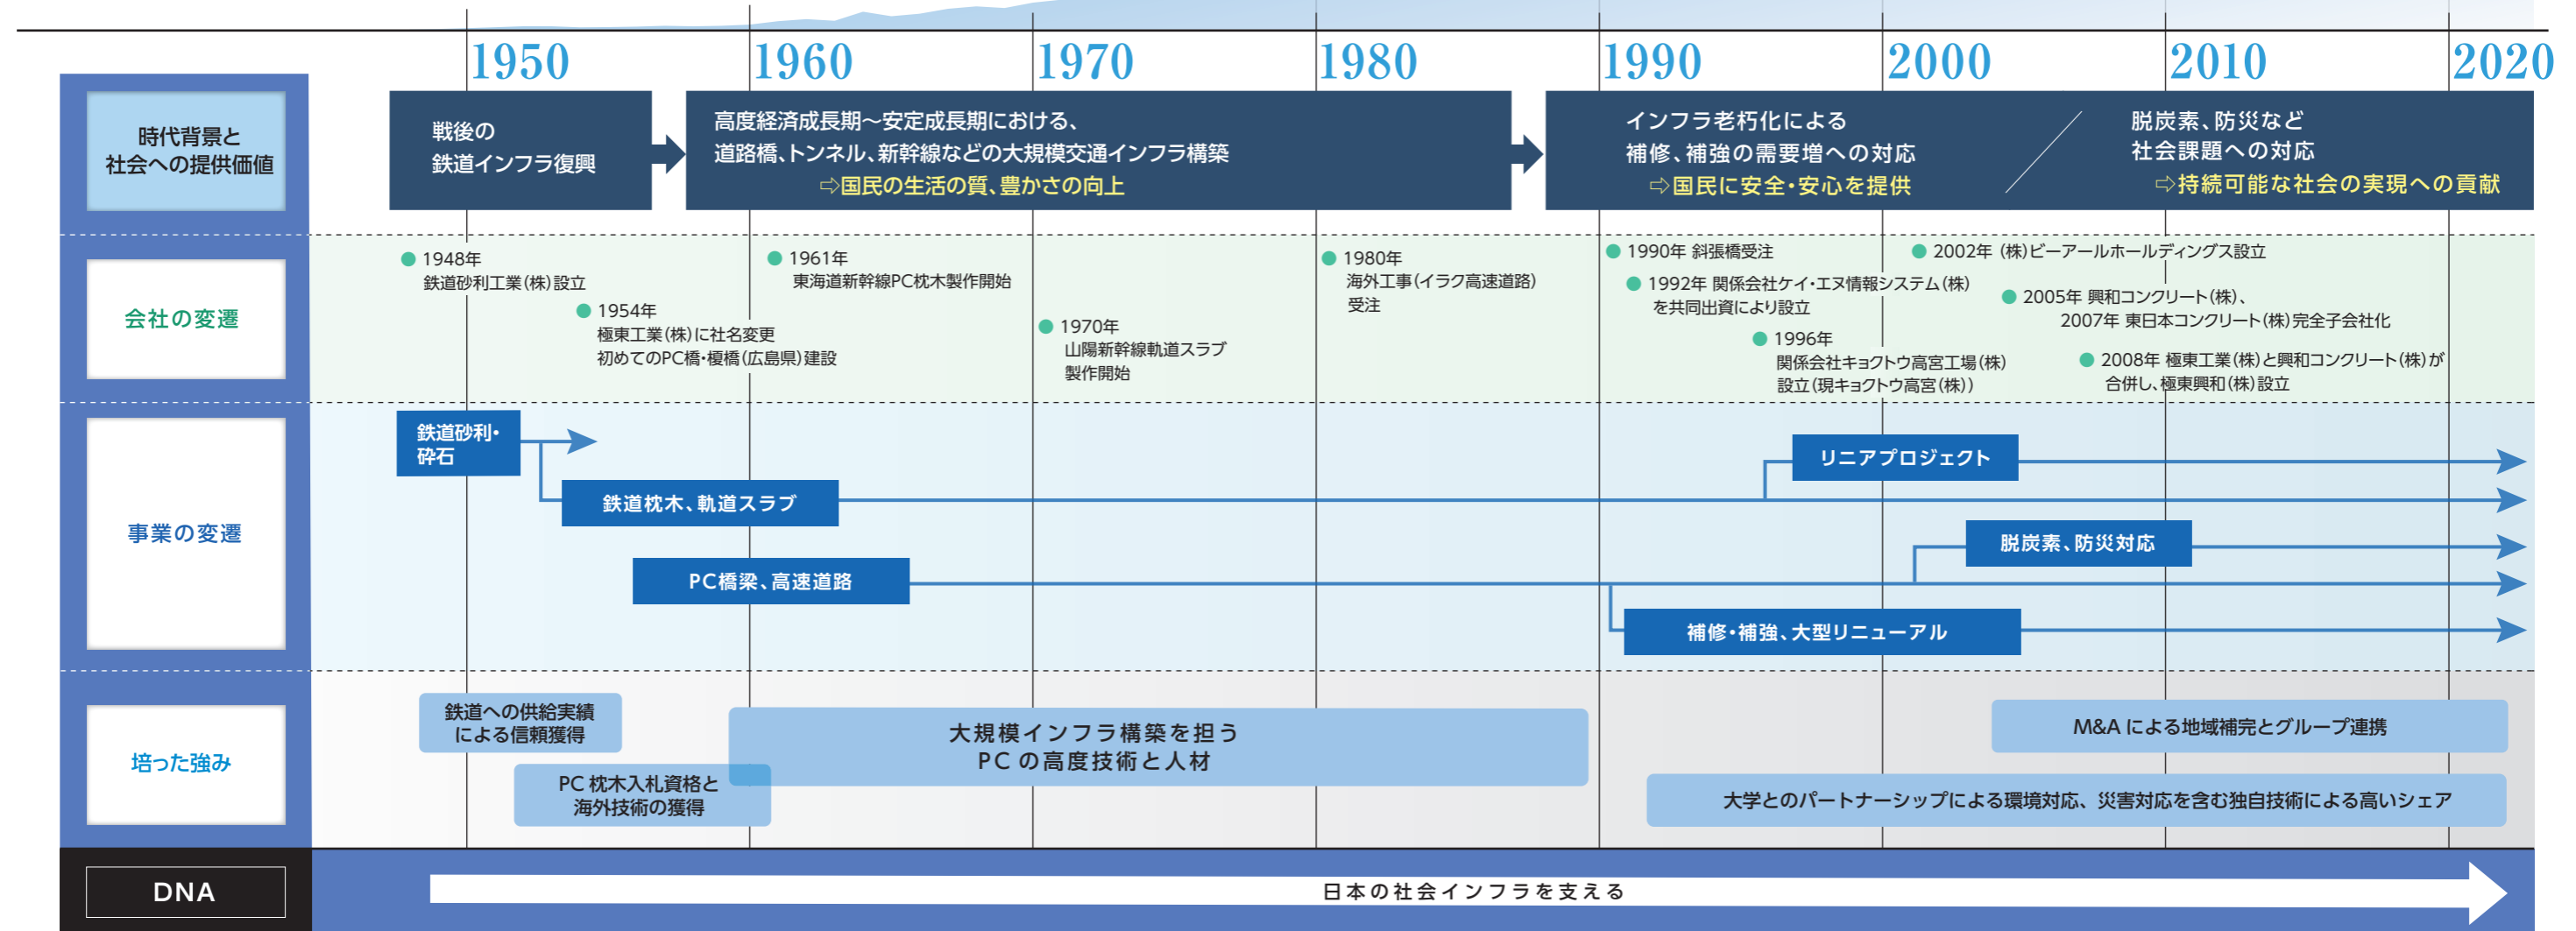 1950
1960
1970
1980
1990
2000
2010
2020
時代背景と
社会への提供価値
戦後の
鉄道インフラ復興
高度経済成長期～安定成長期における、
道路橋、トンネル、新幹線などの大規模交通インフラ構築
⇨国民の生活の質、豊かさの向上
インフラ老朽化による
補修、補強の需要増への対応
⇨国民に安全・安心を提供
脱炭素、防災など
社会課題への対応
⇨持続可能な社会の実現への貢献
会社の変遷
1948年
鉄道砂利工業(株)設立
1954年
極東工業(株)に社名変更
初めてのPC橋・榎橋(広島県)建設
1961年
東海道新幹線PC枕木製作開始
1970年
山陽新幹線軌道スラブ
製作開始
1980年
海外工事(イラク高速道路)
受注
1990年 斜張橋受注
1992年 関係会社ケイ・エヌ情報システム(株)
を共同出資により設立
1996年
関係会社キョクトウ高宮工場(株)
設立(現キョクトウ高宮(株))
2002年 (株)ビーアールホールディングス設立
2005年 興和コンクリート(株)、
2007年 東日本コンクリート(株)完全子会社化
2008年 極東工業(株)と興和コンクリート(株)が
合併し、極東興和(株)設立
事業の変遷
鉄道砂利・
砕石
鉄道枕木、軌道スラブ
PC橋梁、高速道路
リニアプロジェクト
脱炭素、防災対応
補修・補強、大型リニューアル
培った強み
鉄道への供給実績
による信頼獲得
PC 枕木入札資格と
海外技術の獲得
大規模インフラ構築を担う
PC の高度技術と人材
M&A による地域補完とグループ連携
大学とのパートナーシップによる環境対応、災害対応を含む独自技術による高いシェア
DNA
日本の社会インフラを支える